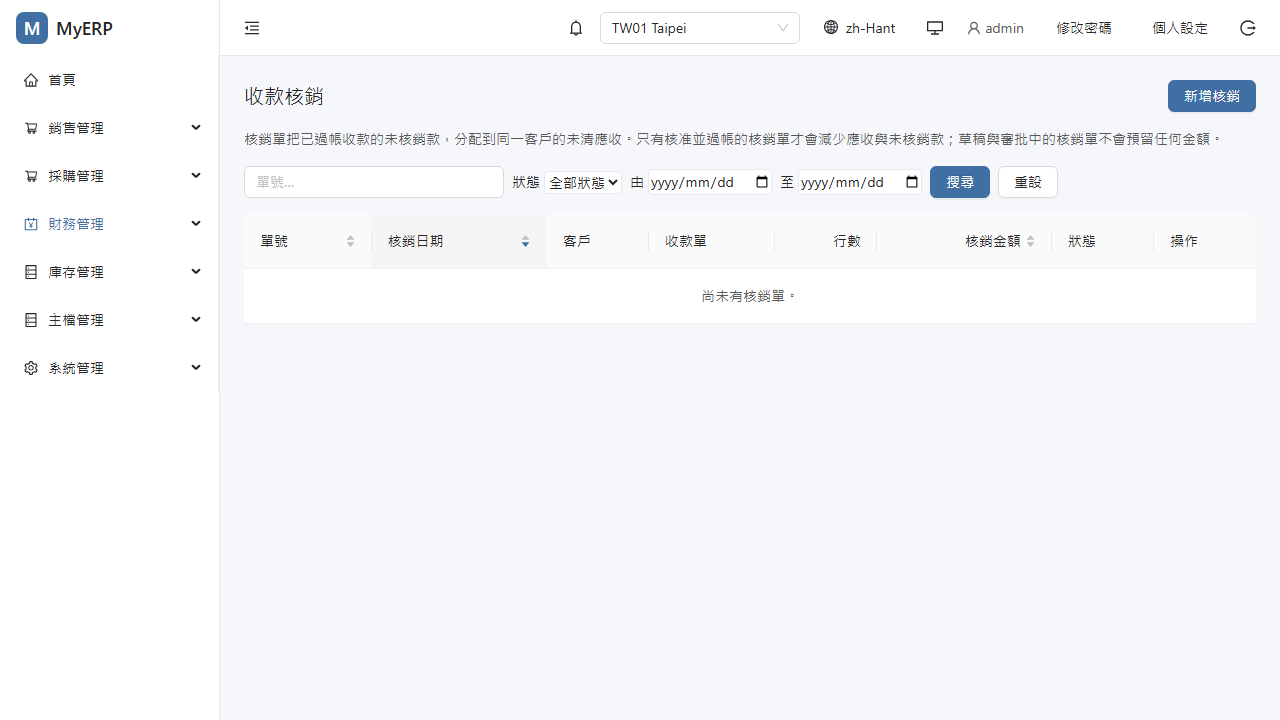 M MyERP
TW01 Taipei
zh-Hant
admin
修改密碼
個人設定
首頁
銷售管理
採購管理
財務管理
庫存管理
主檔管理
系統管理
收款核銷
新增核銷
核銷單把已過帳收款的未核銷款，分配到同一客戶的未清應收。只有核准並過帳的核銷單才會減少應收與未核銷款；草稿與審批中的核銷單不會預留任何金額。
單號... 狀態 全部狀態 由 yyyy/mm/dd 至 yyyy/mm/dd 搜尋 重設
單號 核銷日期 客戶 收款單 行數 核銷金額 狀態 操作
尚未有核銷單。